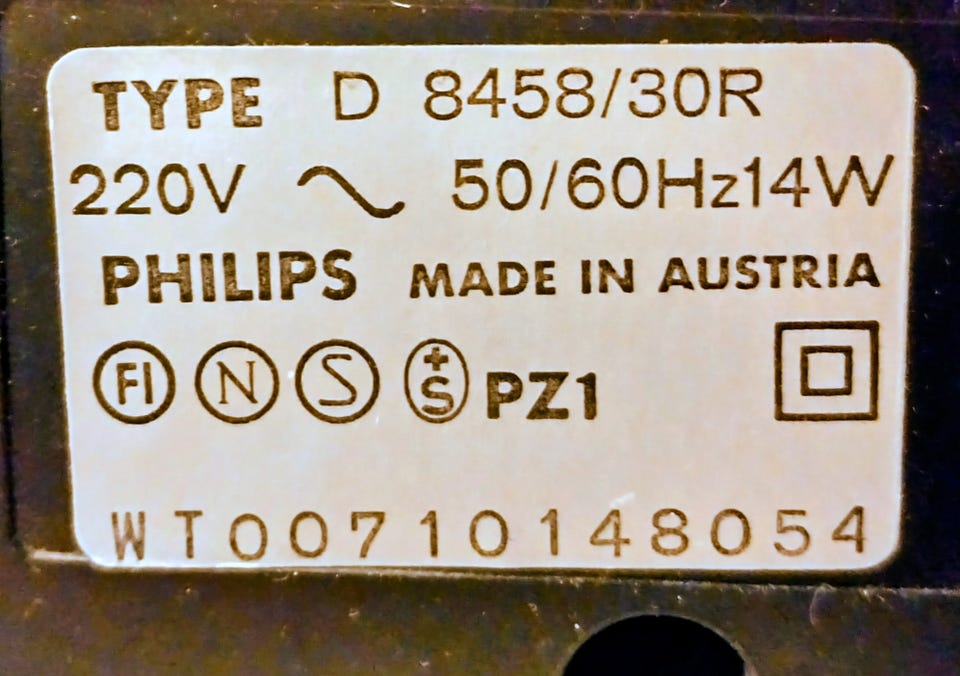 TYPE D 8458/30R
220V ~ 50/60Hz14W
PHILIPS MADE IN AUSTRIA
FI N S +S PZ1
WT00710148054